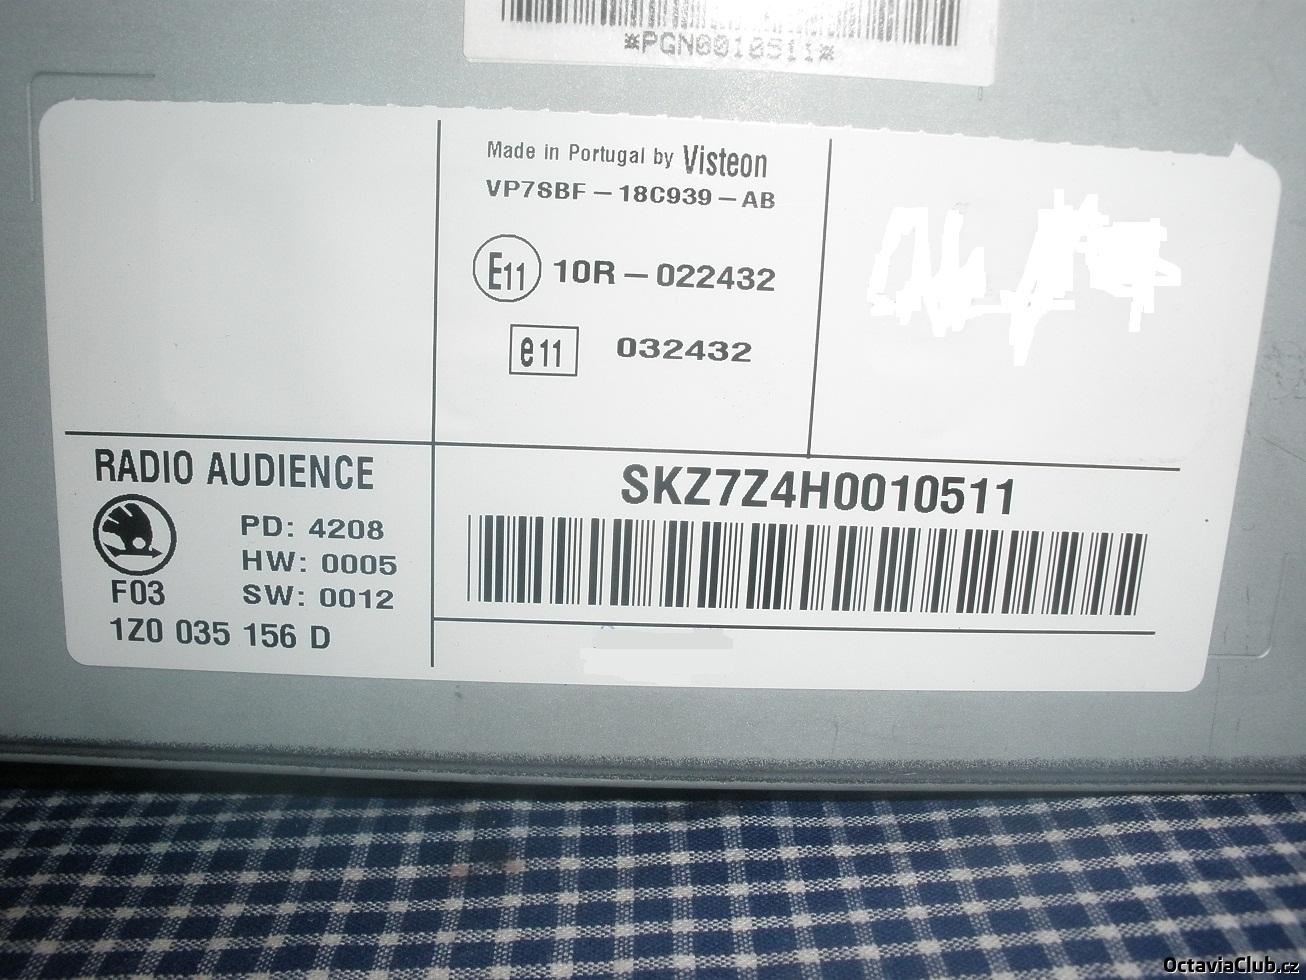 *PGN0010511*
Made in Portugal by Visteon
VP7SBF-18C939-AB
E11 10R-022432
e11 032432
RADIO AUDIENCE
PD: 4208
HW: 0005
F03 SW: 0012
1Z0 035 156 D
SKZ7Z4H0010511
OctaviaClub.cz